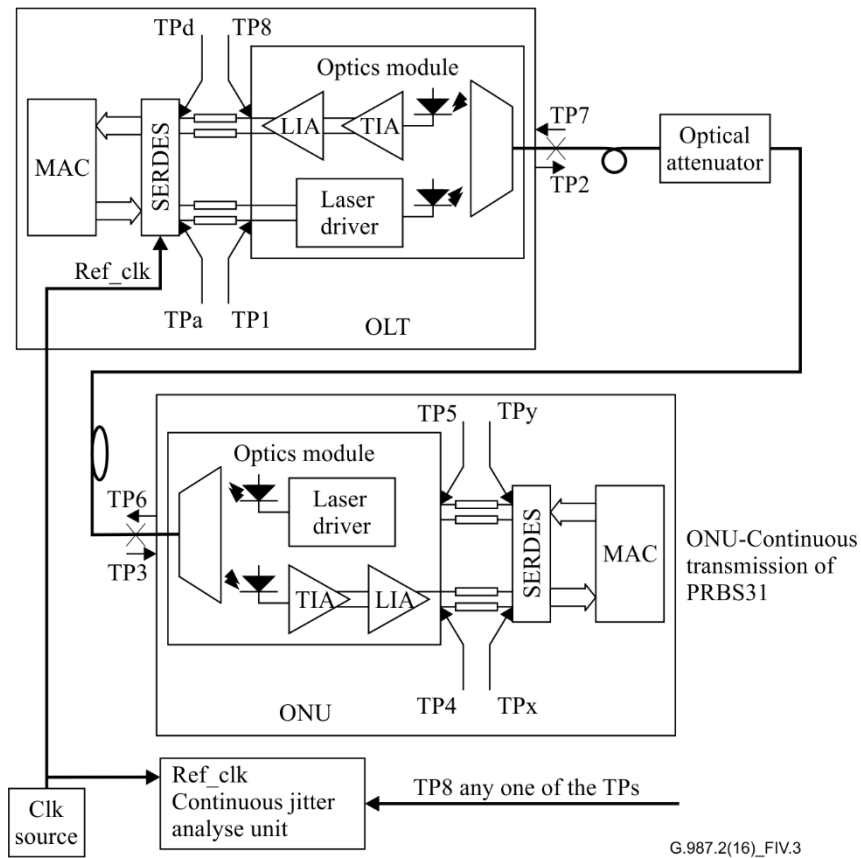 TPd
TP8
Optics module
LIA
TIA
MAC
SERDES
Laser
driver
TP7
TP2
Optical
attenuator
Ref_clk
TPa
TP1
OLT
TP5
TPy
Optics module
Laser
driver
TP6
TP3
TIA
LIA
SERDES
MAC
ONU-Continuous
transmission of
PRBS31
TP4
TPx
ONU
Clk
source
Ref_clk
Continuous jitter
analyse unit
TP8 any one of the TPs
G.987.2(16)_FIV.3